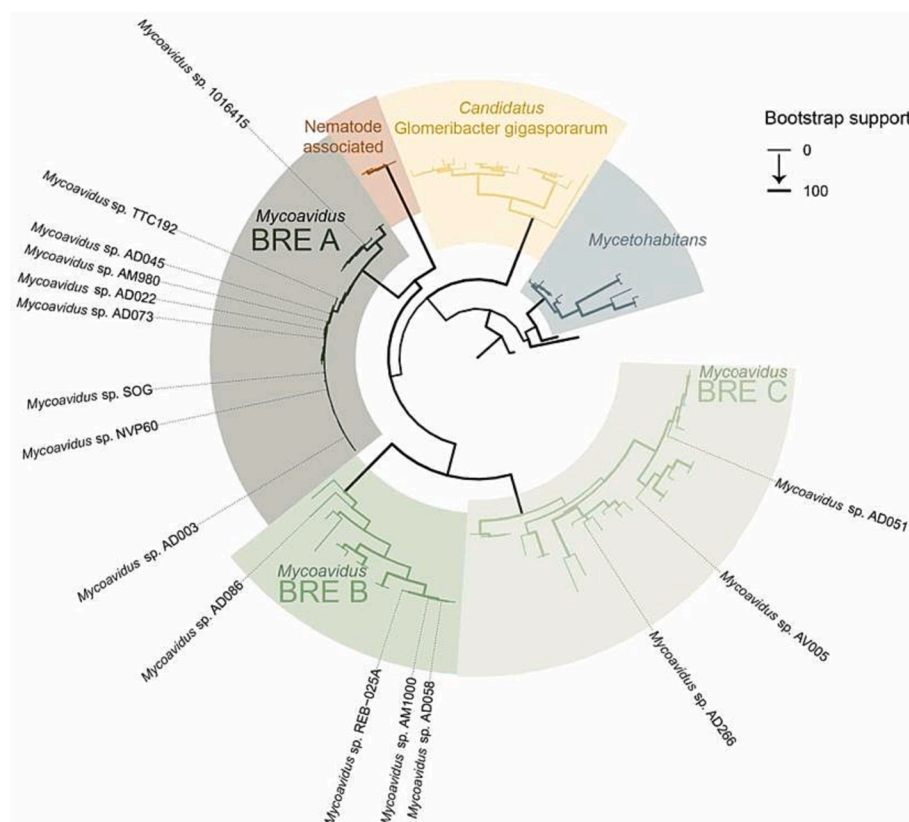 Mycoavidus sp. 1016415
Candidatus
Glomeribacter gigasporarum
Nematode
associated
Bootstrap support
0
100
Mycoavidus sp. TTC192
Mycoavidus
BRE A
Mycetohabitans
Mycoavidus sp. AD045
Mycoavidus sp. AM980
Mycoavidus sp. AD022
Mycoavidus sp. AD073
Mycoavidus sp. SOG
Mycoavidus sp. NVP60
Mycoavidus
BRE C
Mycoavidus sp. AD003
Mycoavidus sp. AD086
Mycoavidus
BRE B
Mycoavidus sp. REB-025A
Mycoavidus sp. AM1000
Mycoavidus sp. AD058
Mycoavidus sp. AD266
Mycoavidus sp. AV005
Mycoavidus sp. AD051